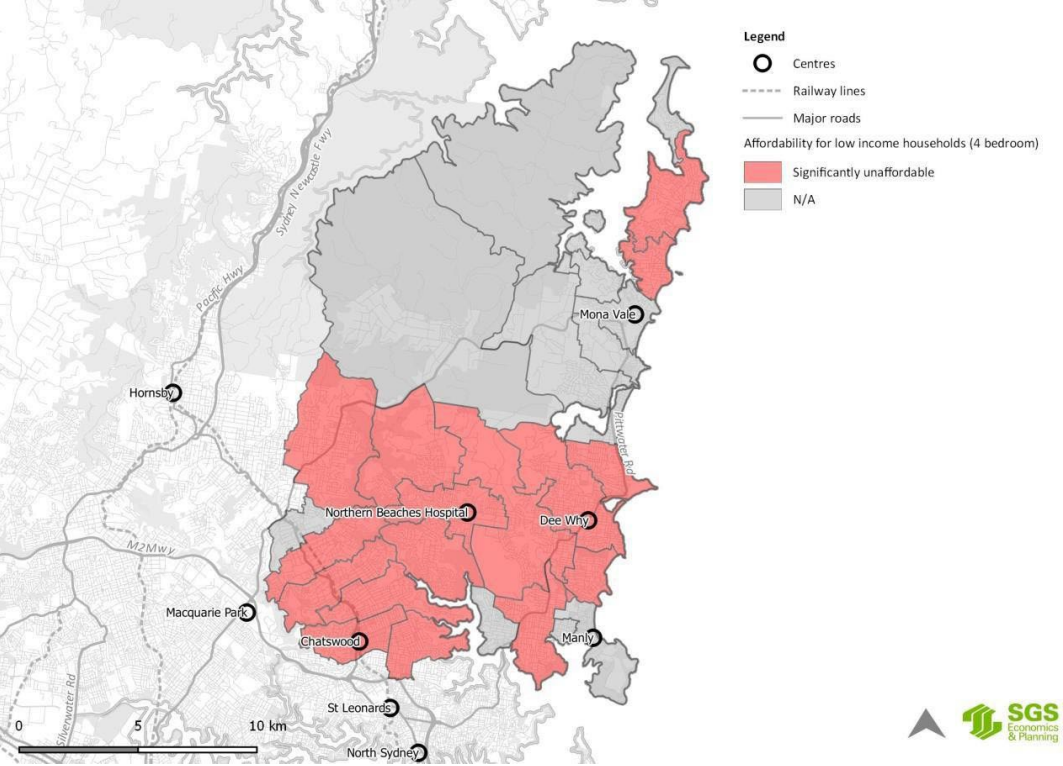 Legend
Centres
Railway lines
Major roads
Affordability for low income households (4 bedroom)
Significantly unaffordable
N/A
Sydney Newcastle Fwy
Pacific Hwy
Mona Vale
Hornsby
Pittwater Rd
Northern Beaches Hospital
Dee Why
M2Mwy
Macquarie Park
Chatswood
Manly
Silverwater Rd
St Leonards
North Sydney
0 5 10 km
SGS
Economics
& Planning